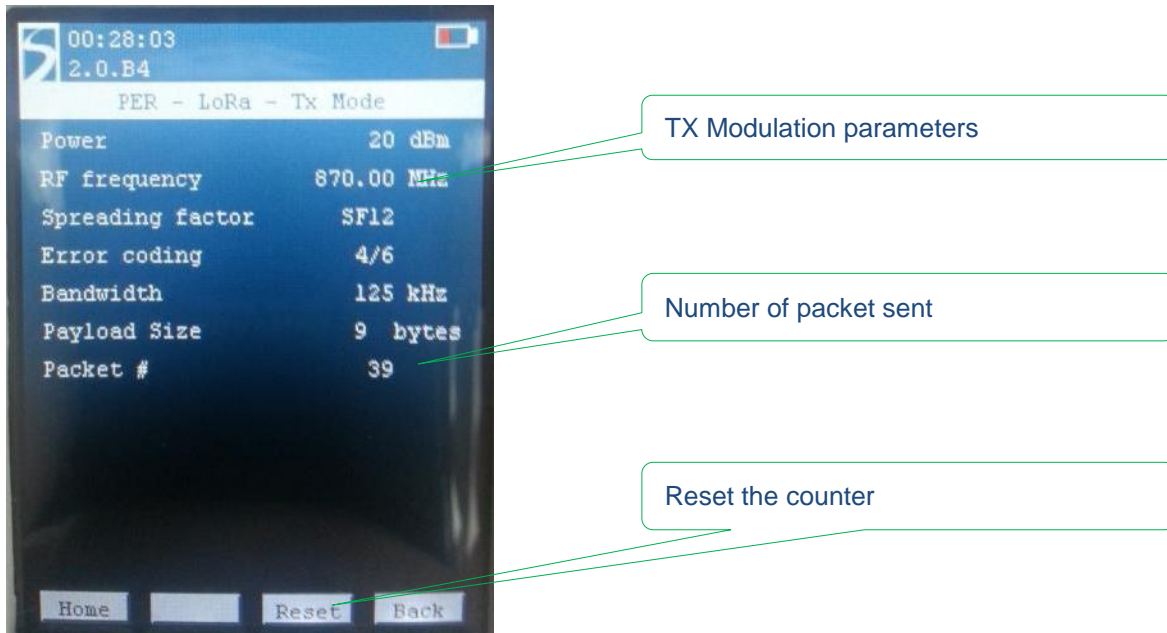 00:28:03
2.0.B4
PER - LoRa - Tx Mode
Power 20 dBm
RF frequency 870.00 MHz
Spreading factor SF12
Error coding 4/6
Bandwidth 125 kHz
Payload Size 9 bytes
Packet # 39
Home Reset Back
TX Modulation parameters
Number of packet sent
Reset the counter